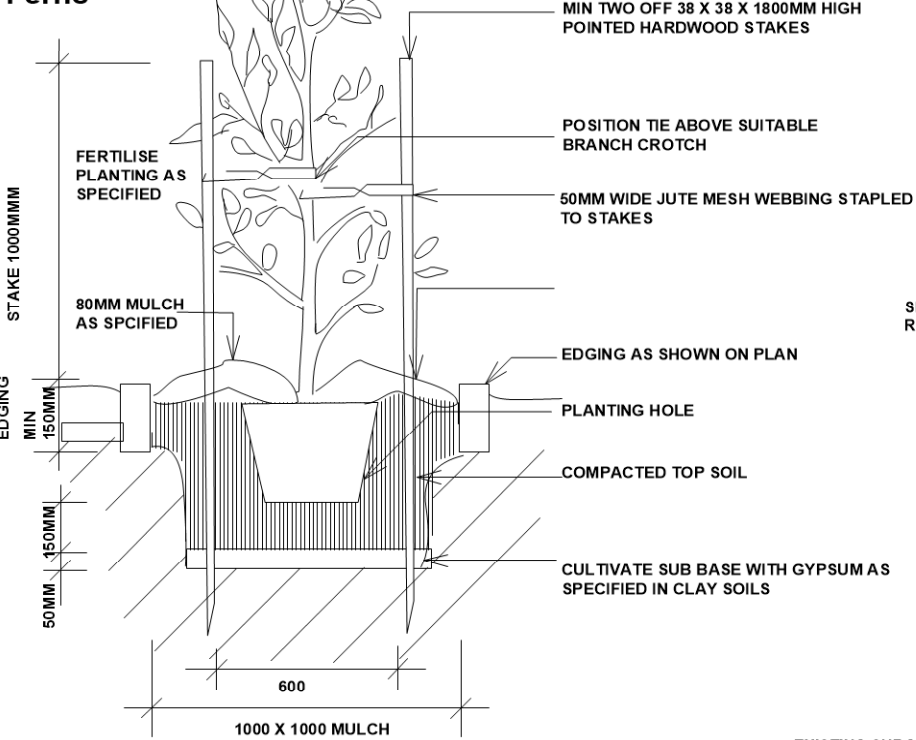 MIN TWO OFF 38 X 38 X 1800MM HIGH
POINTED HARDWOOD STAKES
POSITION TIE ABOVE SUITABLE
BRANCH CROTCH
FERTILISE
PLANTING AS
SPECIFIED
50MM WIDE JUTE MESH WEBBING STAPLED
TO STAKES
STAKE 1000MMM
80MM MULCH
AS SPCIFIED
EDGING AS SHOWN ON PLAN
EDGING
MIN
150MM
PLANTING HOLE
COMPACTED TOP SOIL
150MM
50MM
CULTIVATE SUB BASE WITH GYPSUM AS
SPECIFIED IN CLAY SOILS
600
1000 X 1000 MULCH